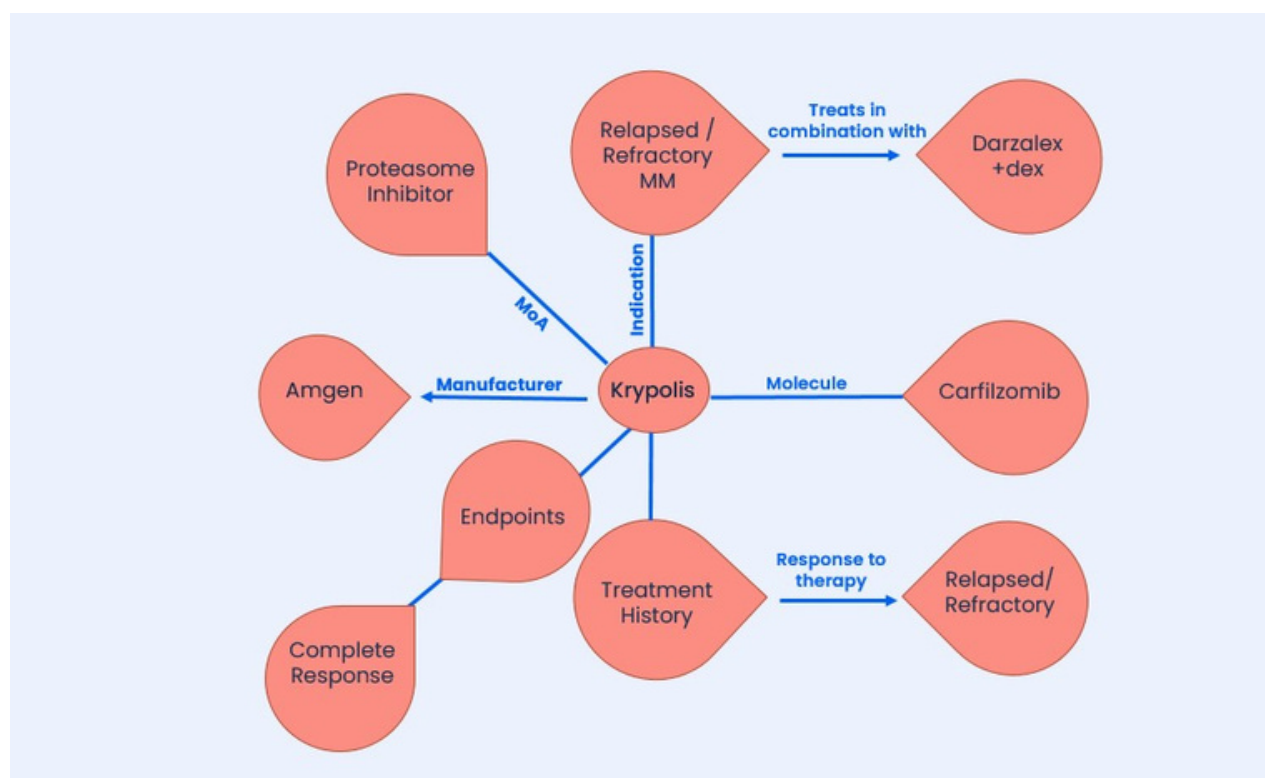 Relapsed /
Refractory
MM
Treats in
combination with
Darzalex
+dex
Proteasome
Inhibitor
MoA
Indication
Amgen
Manufacturer
Krypolis
Molecule
Carfilzomib
Endpoints
Treatment
History
Response to
therapy
Relapsed/
Refractory
Complete
Response